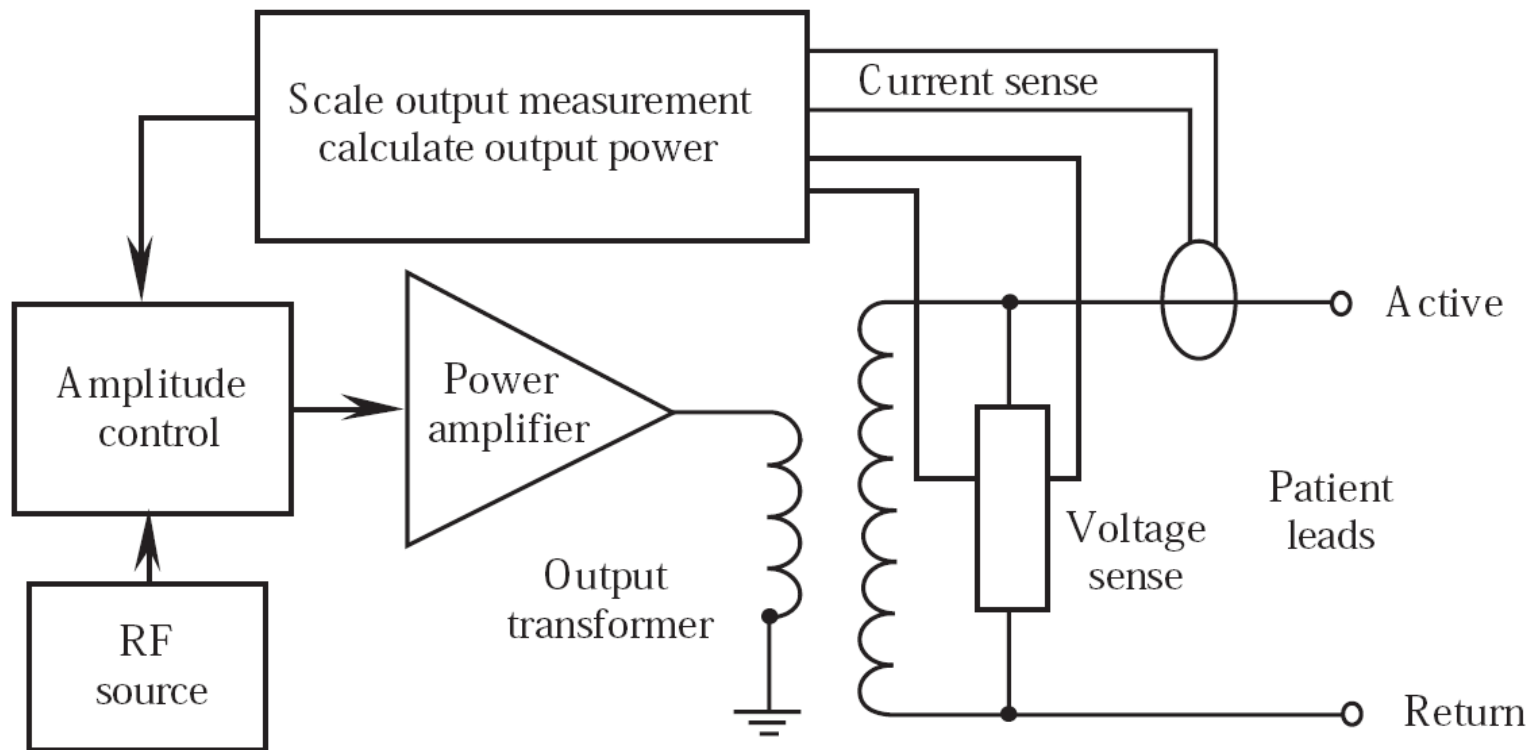 Scale output measurement
calculate output power
Current sense
Amplitude
control
Power
amplifier
Active
Output
transformer
Voltage
sense
Patient
leads
RF
source
Return